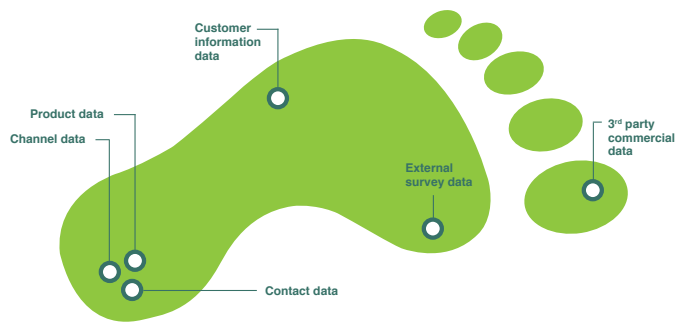 Customer
information
data
Product data
Channel data
3rd party
commercial
data
External
survey data
Contact data